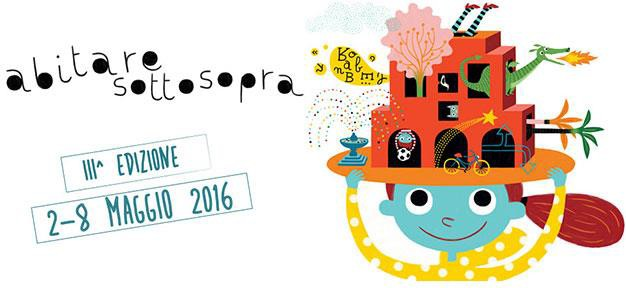 abitare
sottosopra
III^ EDIZIONE
2-8 MAGGIO 2016